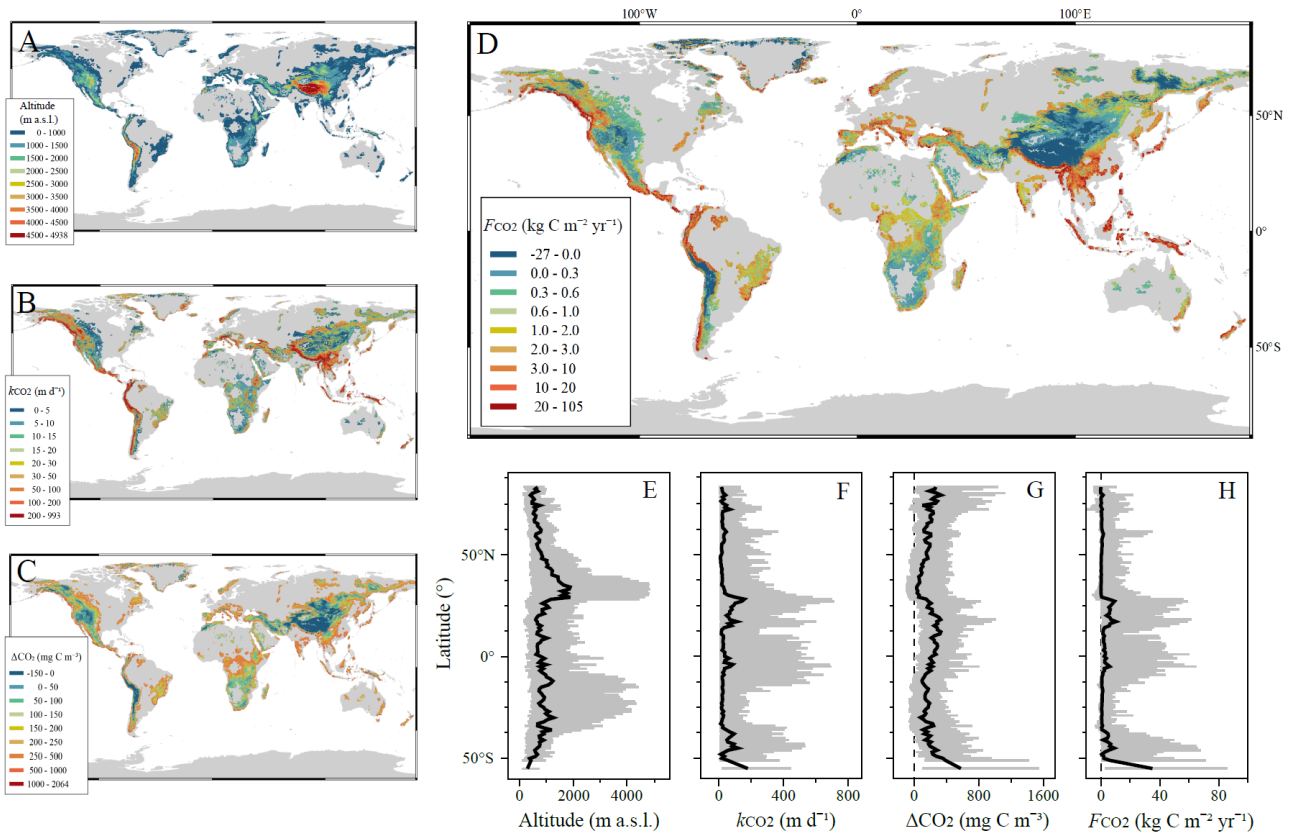 A
Altitude
(m a.s.l.)
0 - 1000
1000 - 1500
1500 - 2000
2000 - 2500
2500 - 3000
3000 - 3500
3500 - 4000
4000 - 4500
4500 - 4938
B
kCO2 (m d⁻¹)
0 - 5
5 - 10
10 - 15
15 - 20
20 - 30
30 - 50
50 - 100
100 - 200
200 - 993
C
ΔCO₂ (mg C m⁻³)
-150 - 0
0 - 50
50 - 100
100 - 150
150 - 200
200 - 250
250 - 500
500 - 1000
1000 - 2064
100°W 0° 100°E
D
50°N
0°
50°S
FCO2 (kg C m⁻² yr⁻¹)
-27 - 0.0
0.0 - 0.3
0.3 - 0.6
0.6 - 1.0
1.0 - 2.0
2.0 - 3.0
3.0 - 10
10 - 20
20 - 105
E F G H
Latitude (°)
50°N
0°
50°S
0 2000 4000
Altitude (m a.s.l.)
0 400 800
kCO2 (m d⁻¹)
0 800 1600
ΔCO2 (mg C m⁻³)
0 40 80
FCO2 (kg C m⁻² yr⁻¹)